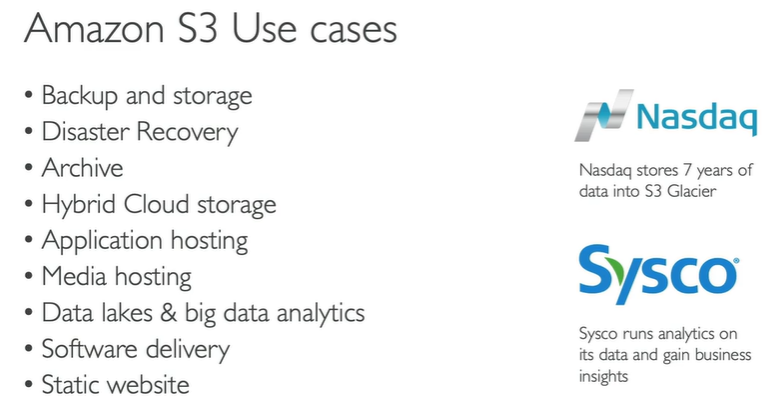 Amazon S3 Use cases
• Backup and storage
• Disaster Recovery
• Archive
• Hybrid Cloud storage
• Application hosting
• Media hosting
• Data lakes & big data analytics
• Software delivery
• Static website
Nasdaq
Nasdaq stores 7 years of
data into S3 Glacier
Sysco®
Sysco runs analytics on
its data and gain business
insights